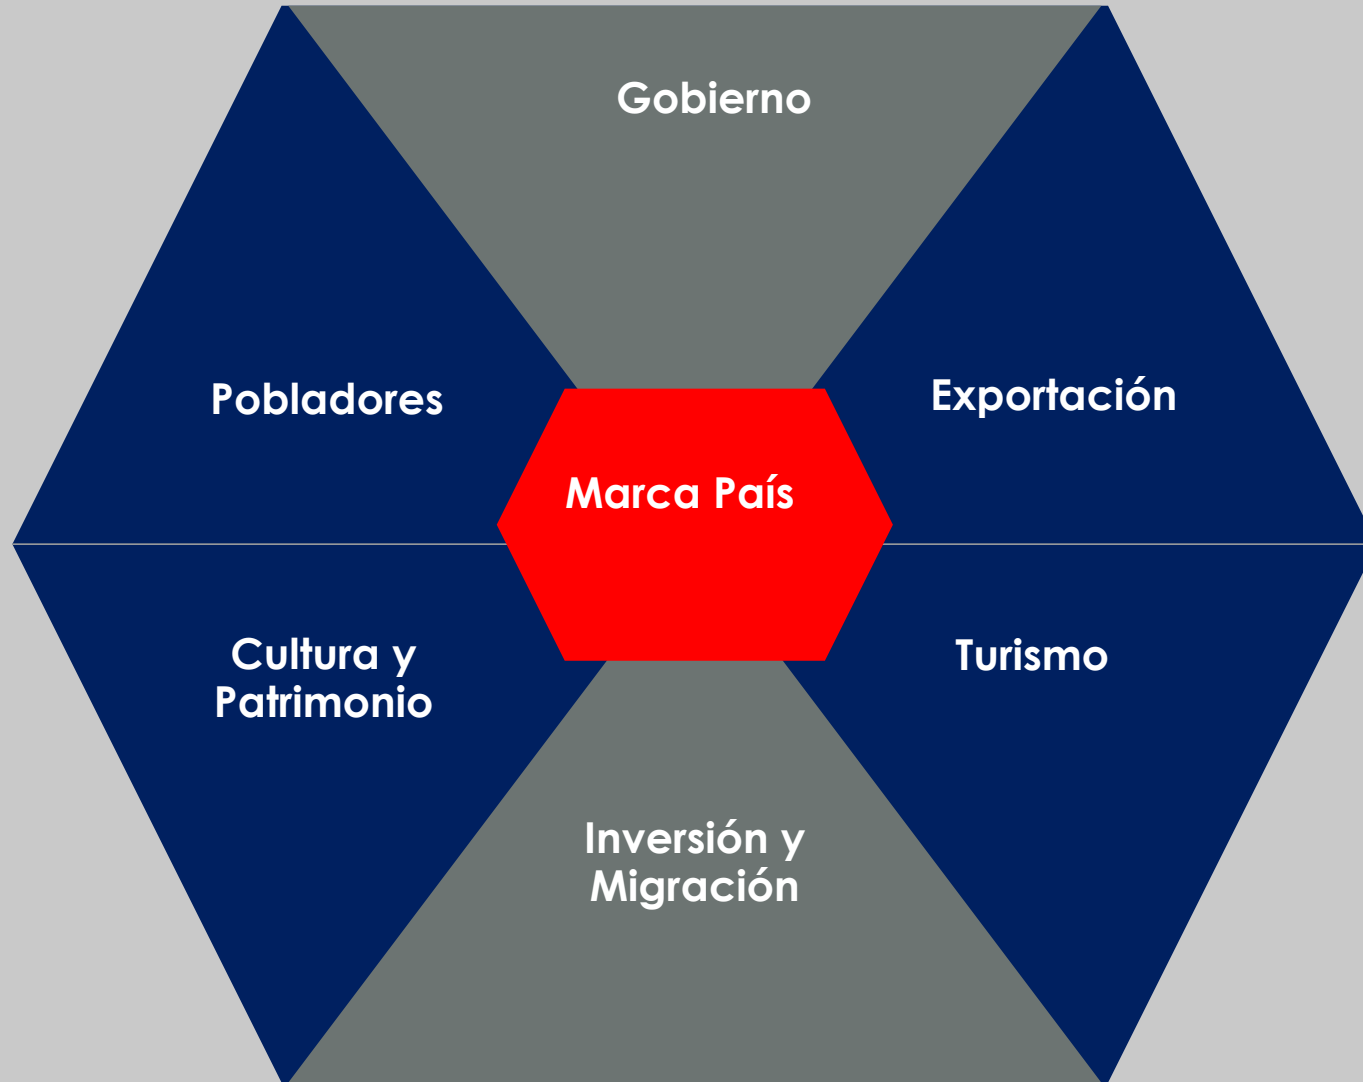 Gobierno
Pobladores
Exportación
Marca País
Cultura y
Patrimonio
Turismo
Inversión y
Migración